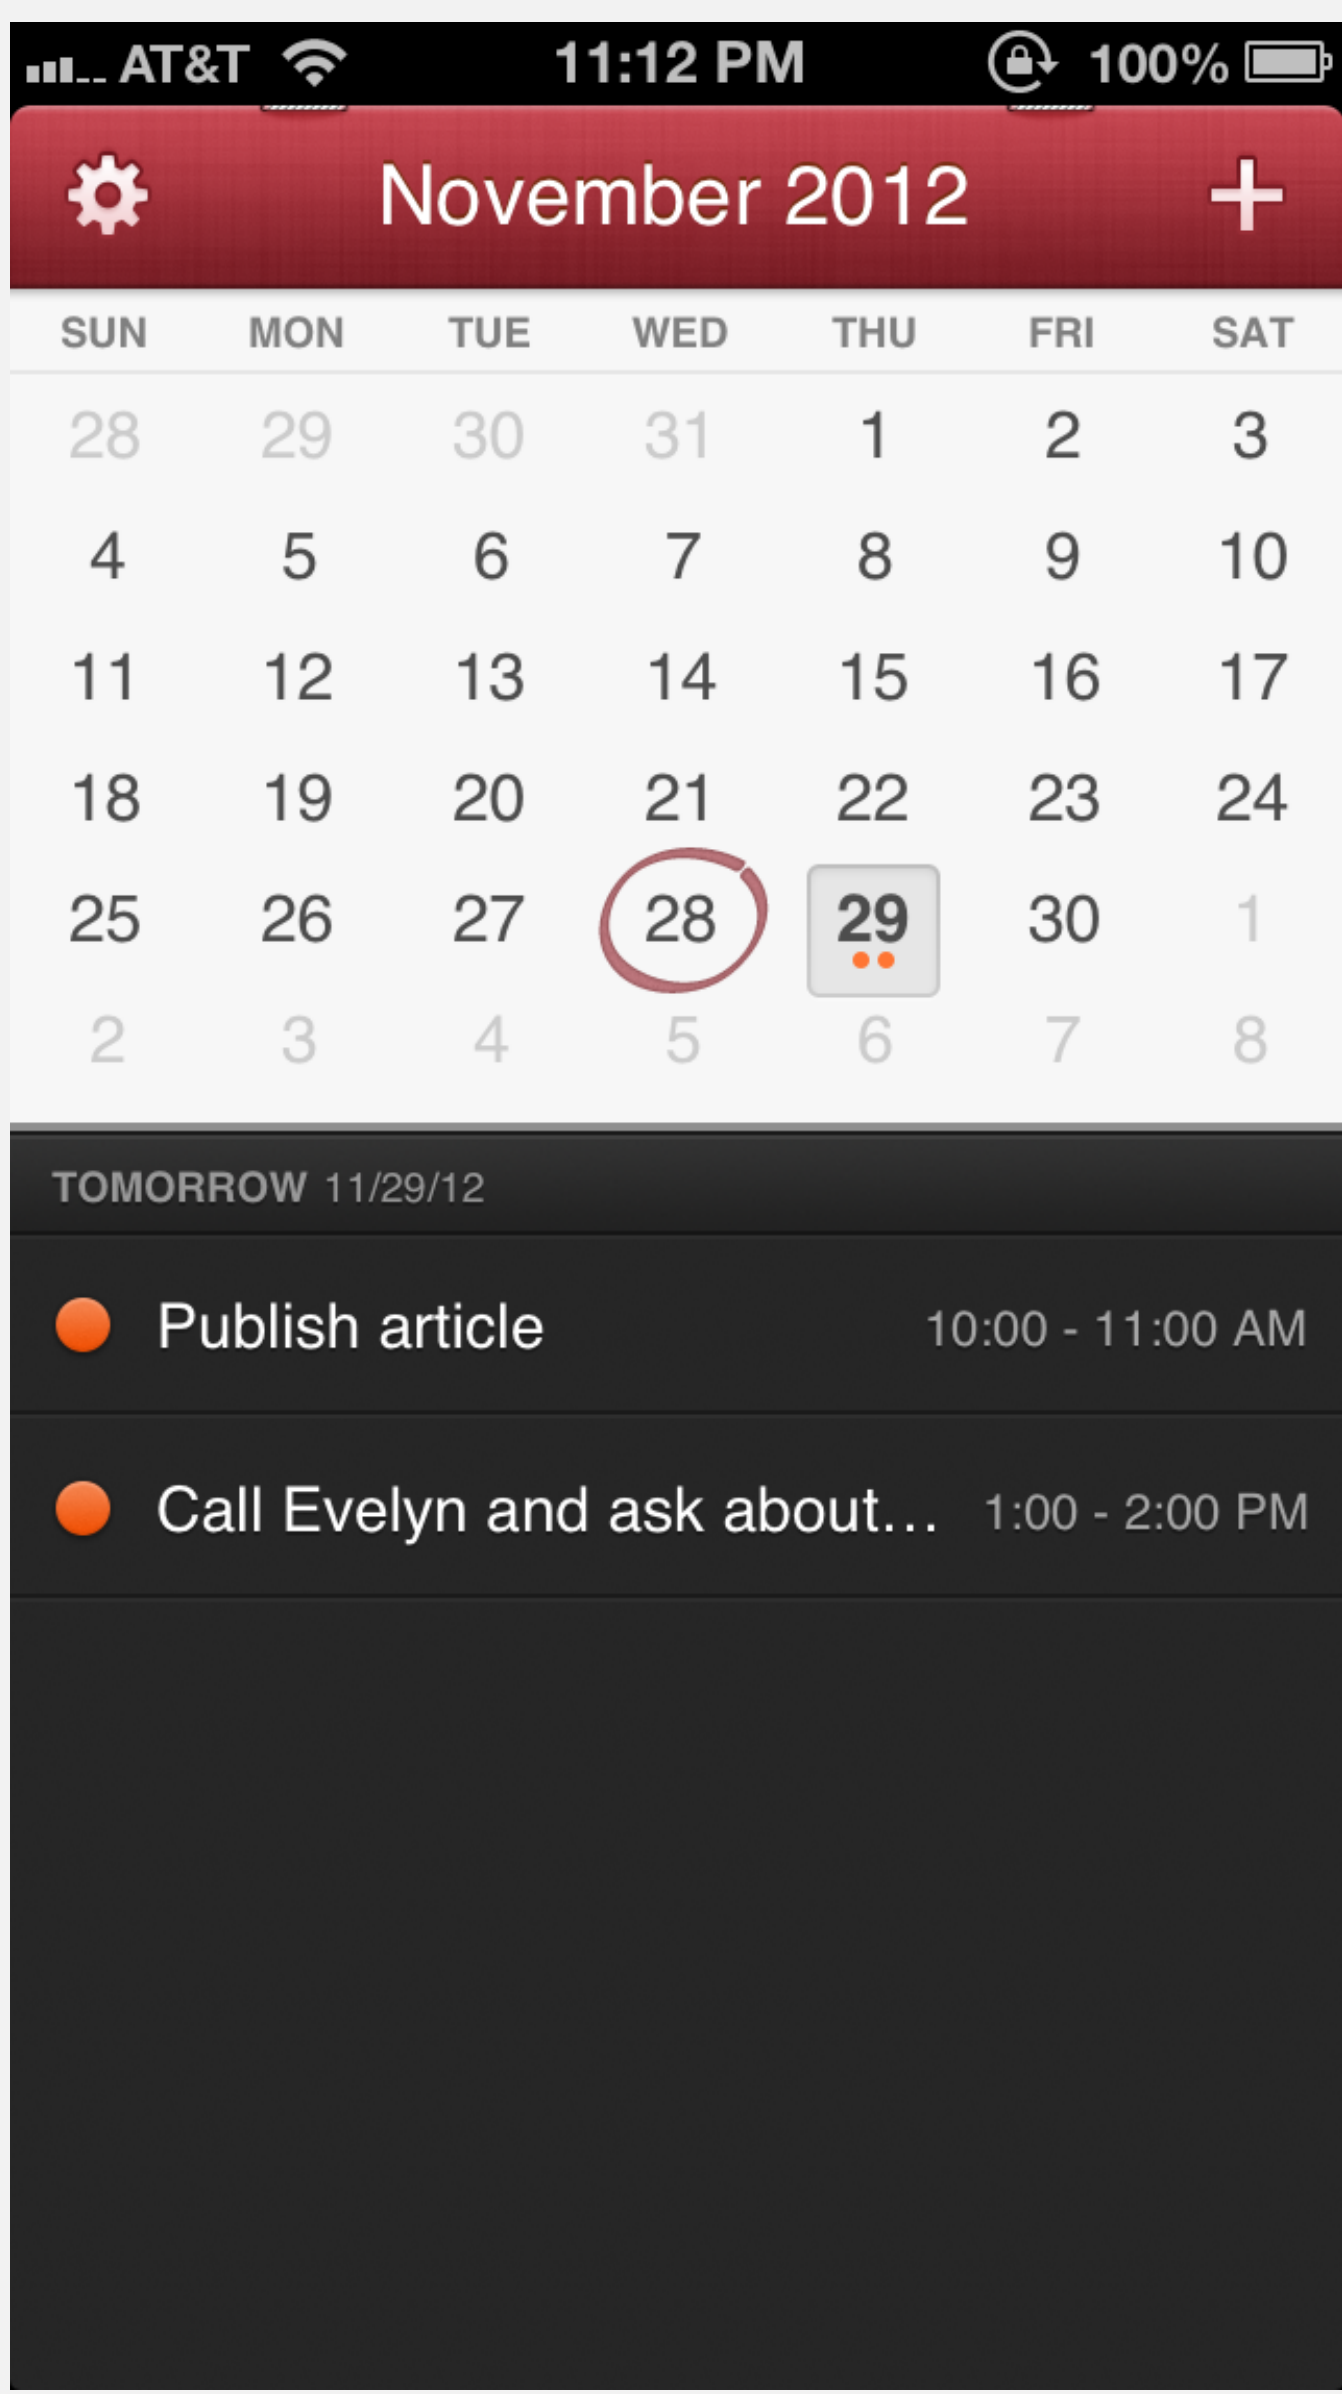 AT&T 11:12 PM 100%
November 2012
SUN MON TUE WED THU FRI SAT
28 29 30 31 1 2 3
4 5 6 7 8 9 10
11 12 13 14 15 16 17
18 19 20 21 22 23 24
25 26 27 28 29 30 1
2 3 4 5 6 7 8
TOMORROW 11/29/12
Publish article 10:00 - 11:00 AM
Call Evelyn and ask about... 1:00 - 2:00 PM